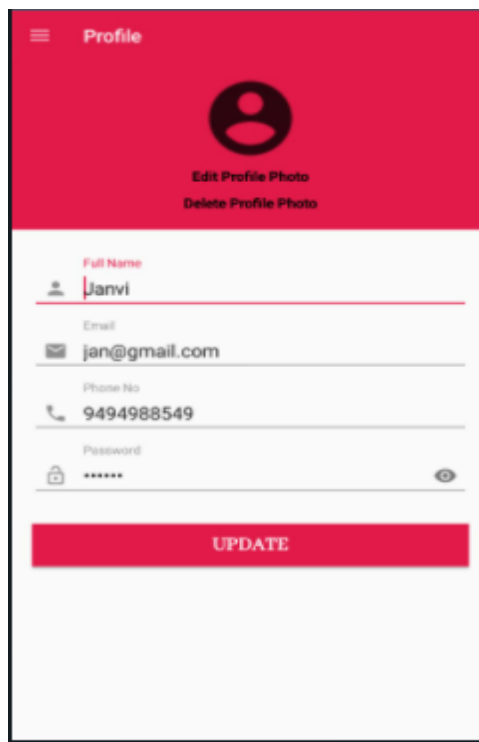 Profile
Edit Profile Photo
Delete Profile Photo
Full Name
Janvi
Email
jan@gmail.com
Phone No
9494988549
Password
••••••
UPDATE